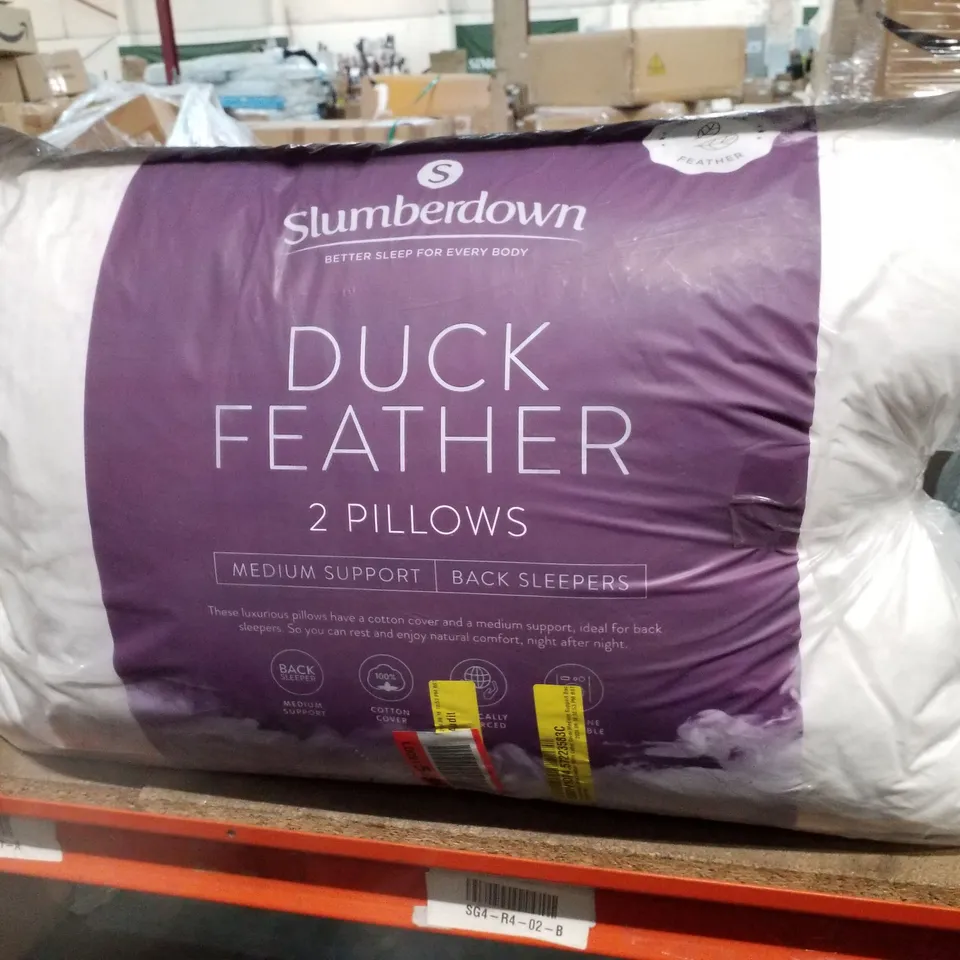 FEATHER
S
Slumberdown
BETTER SLEEP FOR EVERY BODY
DUCK
FEATHER
2 PILLOWS
MEDIUM SUPPORT
BACK SLEEPERS
These luxurious pillows have a cotton cover and a medium support, ideal for back
sleepers. So you can rest and enjoy natural comfort, night after night.
BACK
SLEEPER
MEDIUM
SUPPORT
100%
COTTON
COVER
SG4-R4-02-B